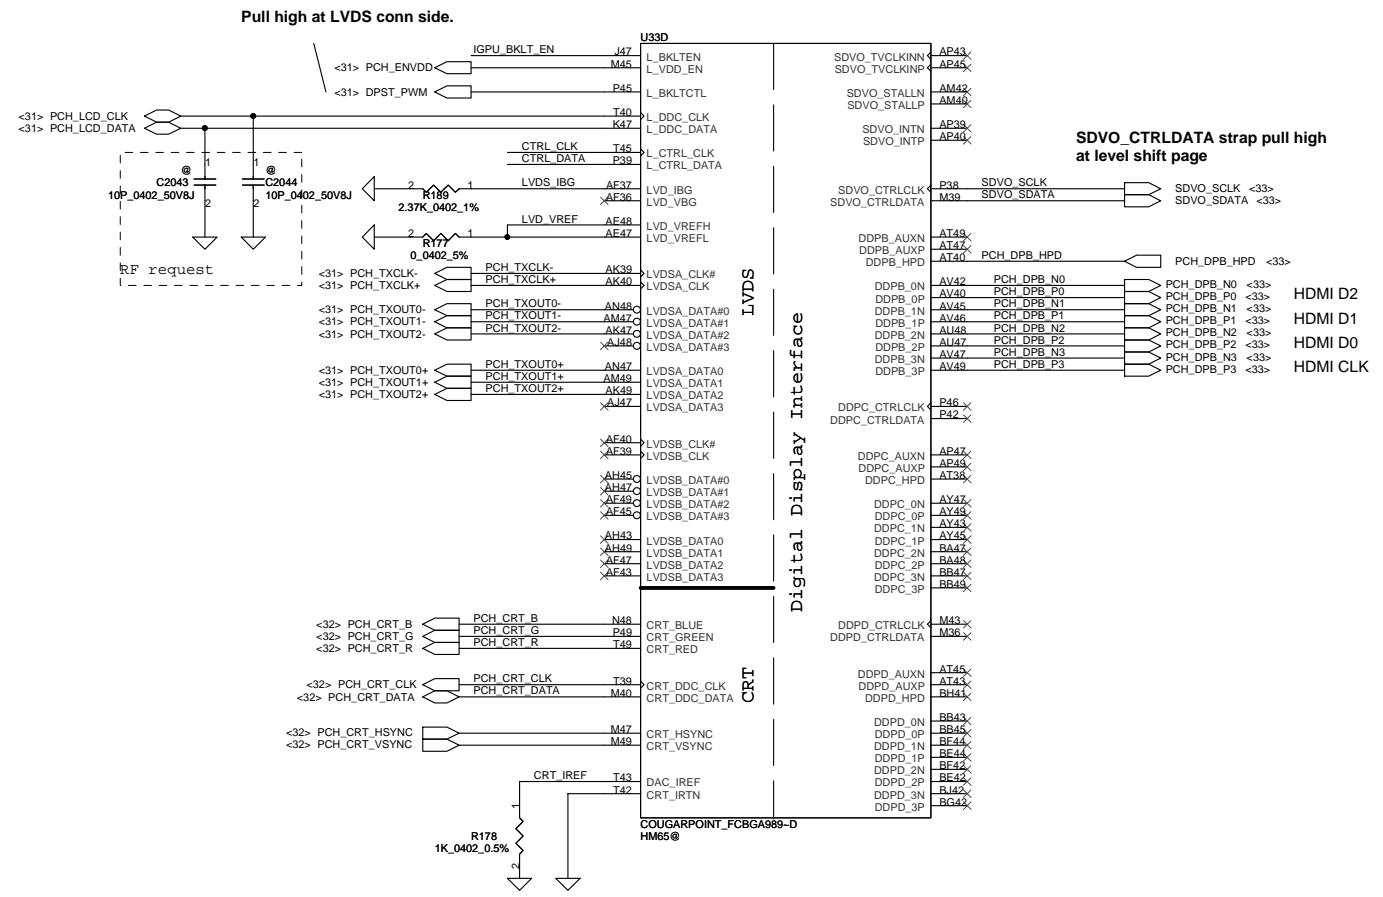 Pull high at LVDS conn side.
U33D
IGPU_BKLT_EN J47 L_BKLTEN
<31> PCH_ENVDD M45 L_VDD_EN
<31> DPST_PWM P45 L_BKLTCTL
<31> PCH_LCD_CLK T40 L_DDC_CLK
<31> PCH_LCD_DATA K47 L_DDC_DATA
CTRL_CLK T45 L_CTRL_CLK
CTRL_DATA P39 L_CTRL_DATA
@ 1 C2043 10P_0402_50V8J 2
@ 1 C2044 10P_0402_50V8J 2
RF request
2 R189 1 LVDS_IBG AF37 LVD_IBG
2.37K_0402_1%
AF36 LVD_VBG
LVD_VREF AE48 LVD_VREFH
2 R177 1 AE47 LVD_VREFL
0_0402_5%
<31> PCH_TXCLK- PCH_TXCLK- AK39 LVDSA_CLK#
<31> PCH_TXCLK+ PCH_TXCLK+ AK40 LVDSA_CLK
<31> PCH_TXOUT0- PCH_TXOUT0- AN48 LVDSA_DATA#0
<31> PCH_TXOUT1- PCH_TXOUT1- AM47 LVDSA_DATA#1
<31> PCH_TXOUT2- PCH_TXOUT2- AK47 LVDSA_DATA#2
AJ48 LVDSA_DATA#3
<31> PCH_TXOUT0+ PCH_TXOUT0+ AN47 LVDSA_DATA0
<31> PCH_TXOUT1+ PCH_TXOUT1+ AM49 LVDSA_DATA1
<31> PCH_TXOUT2+ PCH_TXOUT2+ AK49 LVDSA_DATA2
AJ47 LVDSA_DATA3
AF40 LVDSB_CLK#
AF39 LVDSB_CLK
AH45 LVDSB_DATA#0
AH47 LVDSB_DATA#1
AF49 LVDSB_DATA#2
AF45 LVDSB_DATA#3
AH43 LVDSB_DATA0
AH49 LVDSB_DATA1
AF47 LVDSB_DATA2
AF43 LVDSB_DATA3
<32> PCH_CRT_B PCH_CRT_B N48 CRT_BLUE
<32> PCH_CRT_G PCH_CRT_G P49 CRT_GREEN
<32> PCH_CRT_R PCH_CRT_R T49 CRT_RED
<32> PCH_CRT_CLK PCH_CRT_CLK T39 CRT_DDC_CLK
<32> PCH_CRT_DATA PCH_CRT_DATA M40 CRT_DDC_DATA
<32> PCH_CRT_HSYNC M47 CRT_HSYNC
<32> PCH_CRT_VSYNC M49 CRT_VSYNC
CRT_IREF T43 DAC_IREF
T42 CRT_IRTN
1 R178 1K_0402_0.5% 2
LVDS
CRT
Digital Display Interface
SDVO_TVCLKINN AP43
SDVO_TVCLKINP AP45
SDVO_STALLN AM42
SDVO_STALLP AM40
SDVO_INTN AP39
SDVO_INTP AP40
SDVO_CTRLDATA strap pull high
at level shift page
SDVO_CTRLCLK P38 SDVO_SCLK SDVO_SCLK <33>
SDVO_CTRLDATA M39 SDVO_SDATA SDVO_SDATA <33>
DDPB_AUXN AT49
DDPB_AUXP AT47
DDPB_HPD AT40 PCH_DPB_HPD PCH_DPB_HPD <33>
DDPB_0N AV42 PCH_DPB_N0 PCH_DPB_N0 <33>
DDPB_0P AV40 PCH_DPB_P0 PCH_DPB_P0 <33> HDMI D2
DDPB_1N AV45 PCH_DPB_N1 PCH_DPB_N1 <33>
DDPB_1P AV46 PCH_DPB_P1 PCH_DPB_P1 <33> HDMI D1
DDPB_2N AU48 PCH_DPB_N2 PCH_DPB_N2 <33>
DDPB_2P AU47 PCH_DPB_P2 PCH_DPB_P2 <33> HDMI D0
DDPB_3N AV47 PCH_DPB_N3 PCH_DPB_N3 <33>
DDPB_3P AV49 PCH_DPB_P3 PCH_DPB_P3 <33> HDMI CLK
DDPC_CTRLCLK P46
DDPC_CTRLDATA P42
DDPC_AUXN AP47
DDPC_AUXP AP49
DDPC_HPD AT38
DDPC_0N AY47
DDPC_0P AY49
DDPC_1N AY43
DDPC_1P AY45
DDPC_2N BA47
DDPC_2P BA48
DDPC_3N BB47
DDPC_3P BB49
DDPD_CTRLCLK M43
DDPD_CTRLDATA M36
DDPD_AUXN AT45
DDPD_AUXP AT43
DDPD_HPD BH41
DDPD_0N BB43
DDPD_0P BB45
DDPD_1N BF44
DDPD_1P BE44
DDPD_2N BF42
DDPD_2P BE42
DDPD_3N BJ42
DDPD_3P BG42
COUGARPOINT_FCBGA989~D
HM65@